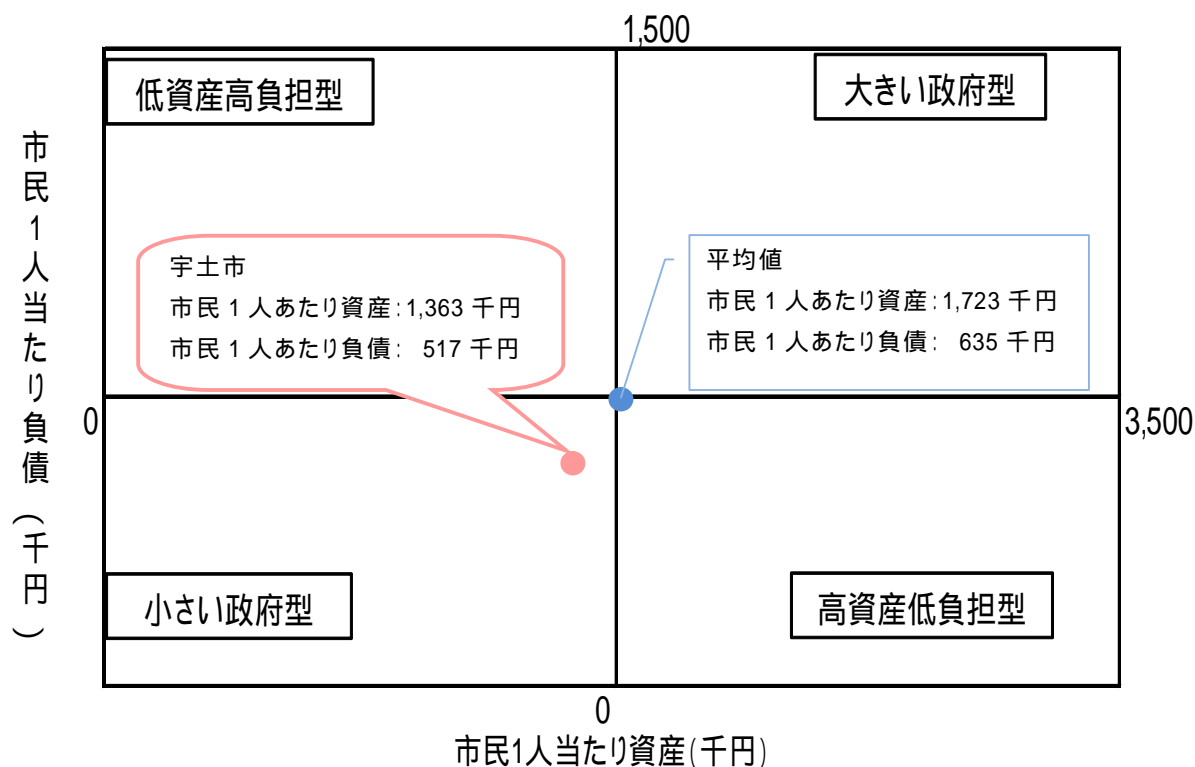 1,500
低資産高負担型
大きい政府型
市民1人当たり負債(千円)
宇土市
市民1人あたり資産:1,363 千円
市民1人あたり負債: 517 千円
平均値
市民1人あたり資産:1,723 千円
市民1人あたり負債: 635 千円
0
3,500
小さい政府型
高資産低負担型
0
市民1人当たり資産(千円)